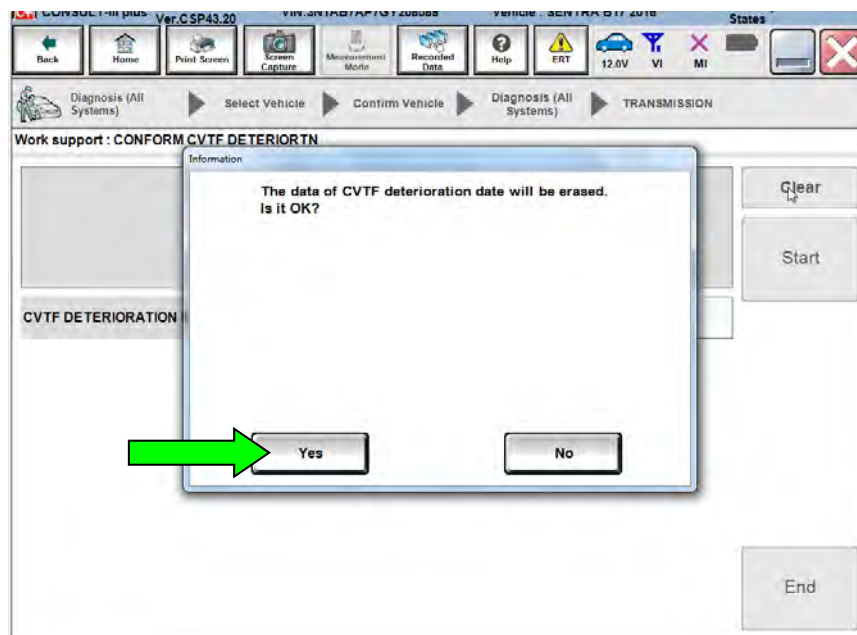 CONSULT-III plus Ver.CSP43.20 VIN:3N1AB7AP7GY208589 Vehicle : SENTRA B17 2016 States
Back Home Print Screen Screen Capture Measurement Mode Recorded Data Help ERT 12.0V VI MI
Diagnosis (All Systems) Select Vehicle Confirm Vehicle Diagnosis (All Systems) TRANSMISSION
Work support : CONFORM CVTF DETERIORTN
Information
The data of CVTF deterioration date will be erased.
Is it OK?
Clear
Start
CVTF DETERIORATION
Yes No
End